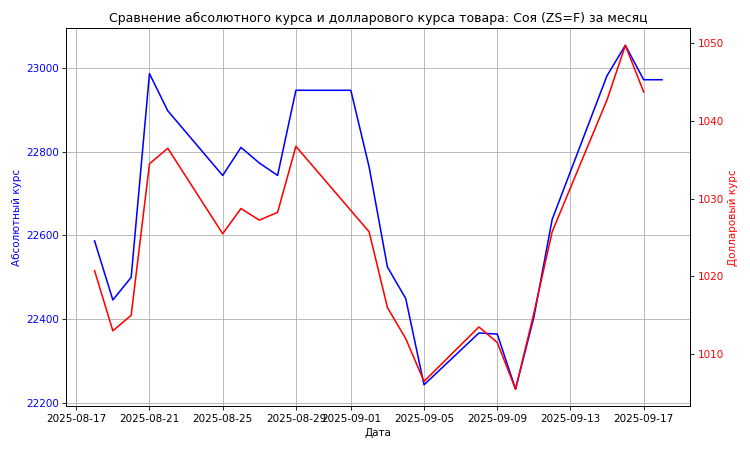 Сравнение абсолютного курса и долларового курса товара: Соя (ZS=F) за месяц
Абсолютный курс
23000
22800
22600
22400
22200
1050
1040
1030
1020
1010
Долларовый курс
2025-08-17 2025-08-21 2025-08-25 2025-08-29 2025-09-01 2025-09-05 2025-09-09 2025-09-13 2025-09-17
Дата